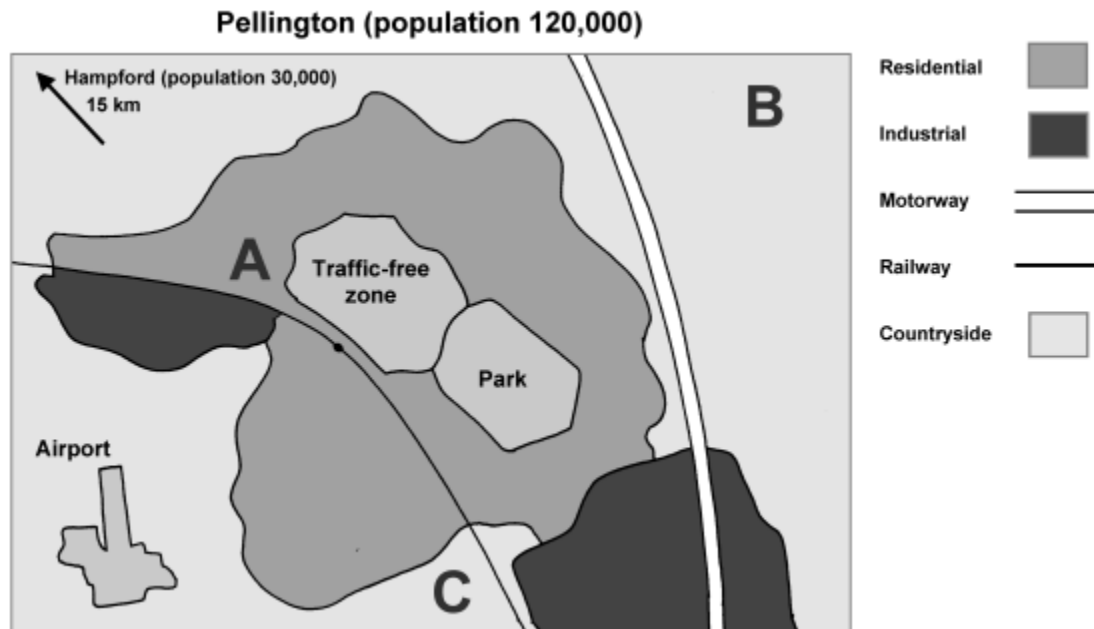 Pellington (population 120,000)
Hampford (population 30,000)
15 km
B
A
Traffic-free
zone
Park
Airport
C
Residential
Industrial
Motorway
Railway
Countryside